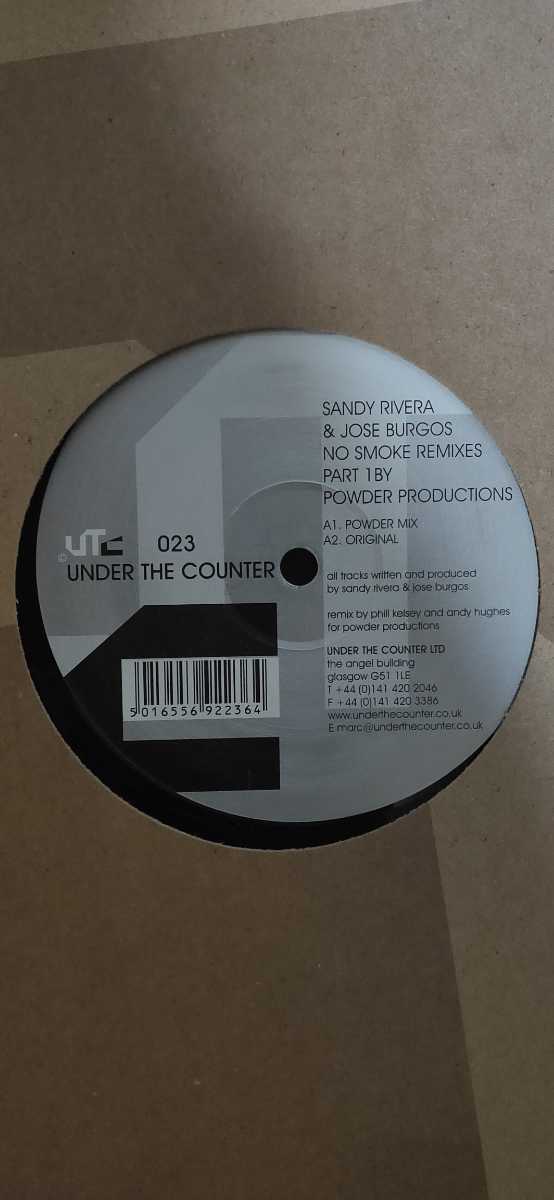 SANDY RIVERA
& JOSE BURGOS
NO SMOKE REMIXES
PART 1BY
POWDER PRODUCTIONS
A1. POWDER MIX
A2. ORIGINAL
© UTC 023
UNDER THE COUNTER
all tracks written and produced
by sandy rivera & jose burgos
remix by phill kelsey and andy hughes
for powder productions
UNDER THE COUNTER LTD
the angel building
glasgow G51 1LE
T +44 (0)141 420 2046
F +44 (0)141 420 3386
www.underthecounter.co.uk
E marc@underthecounter.co.uk
5 016556 922364